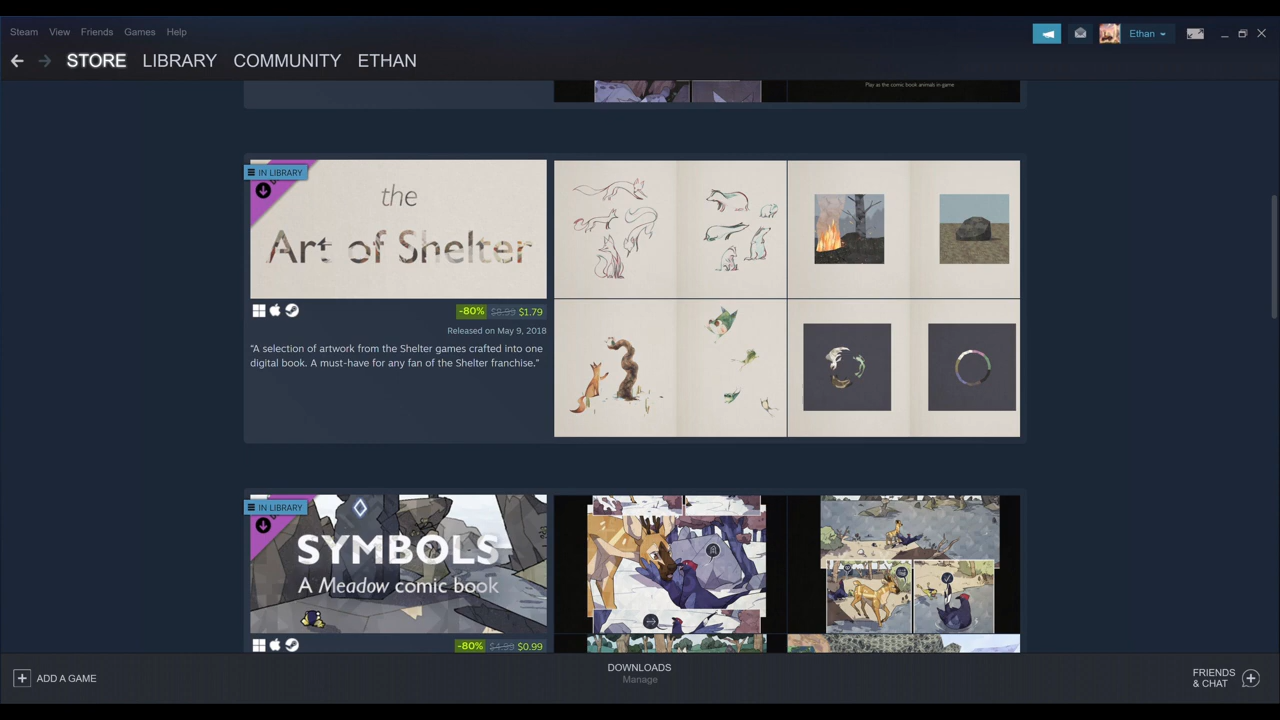 Steam View Friends Games Help
Ethan
STORE LIBRARY COMMUNITY ETHAN
Play as the comic book animals in game
IN LIBRARY
the
Art of Shelter
-80% $8.99 $1.79
Released on May 9, 2018
“A selection of artwork from the Shelter games crafted into one
digital book. A must-have for any fan of the Shelter franchise.”
IN LIBRARY
SYMBOLS
A Meadow comic book
-80% $4.99 $0.99
ADD A GAME
DOWNLOADS
Manage
FRIENDS
& CHAT